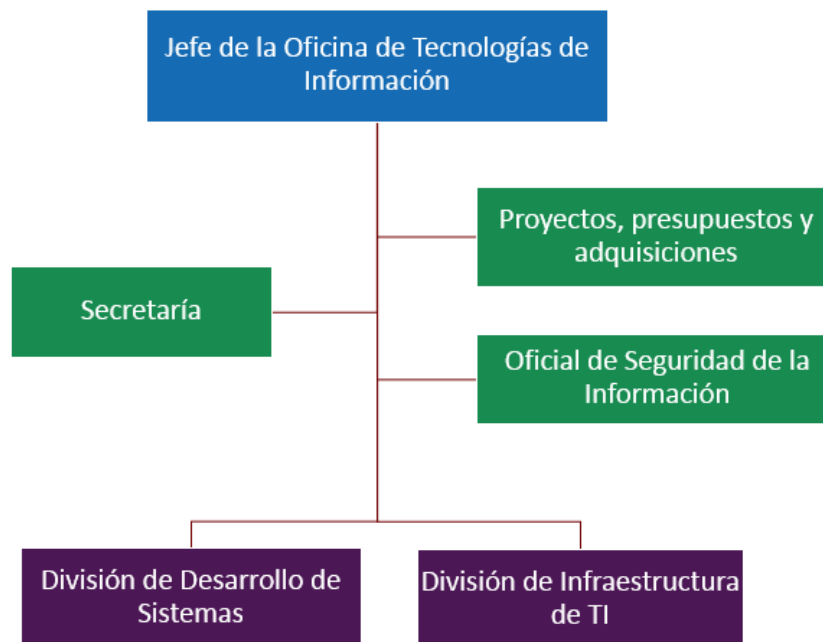 Jefe de la Oficina de Tecnologías de
Información
Proyectos, presupuestos y
adquisiciones
Secretaría
Oficial de Seguridad de la
Información
División de Desarrollo de
Sistemas
División de Infraestructura
de TI